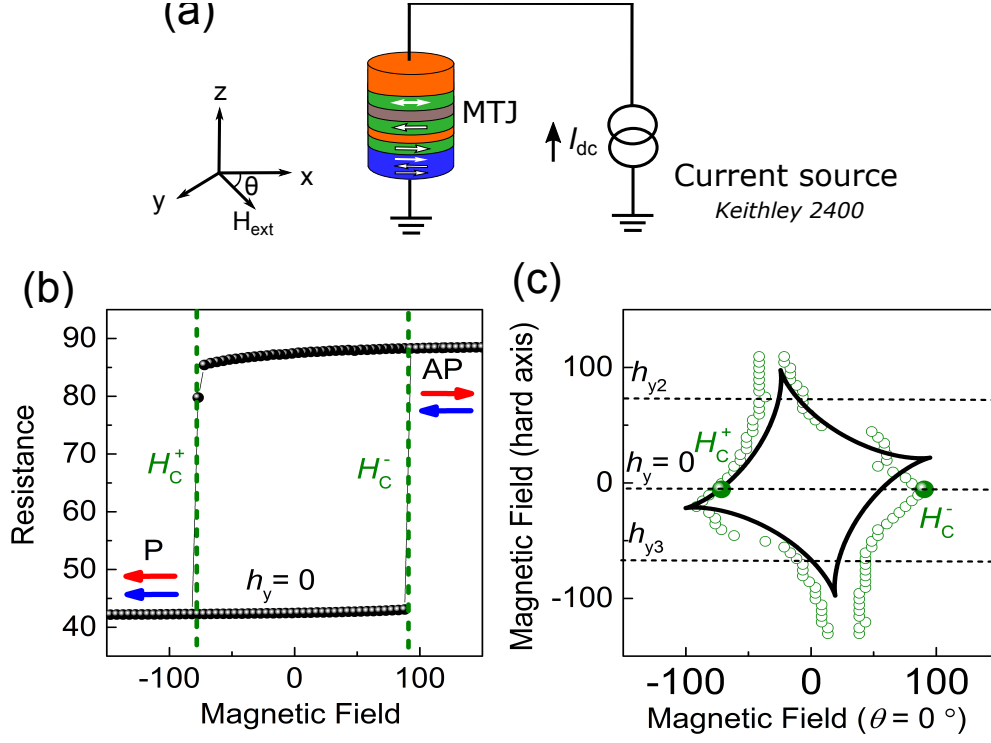 (a)
z
x
y
θ
H_ext
MTJ
I_dc
Current source
Keithley 2400
(b)
90
80
70
60
50
40
Resistance
H_C^+
H_C^-
AP
P
h_y = 0
-100
0
100
Magnetic Field
(c)
Magnetic Field (hard axis)
100
0
-100
h_y2
H_C^+
h_y = 0
H_C^-
h_y3
-100
0
100
Magnetic Field (θ = 0 °)